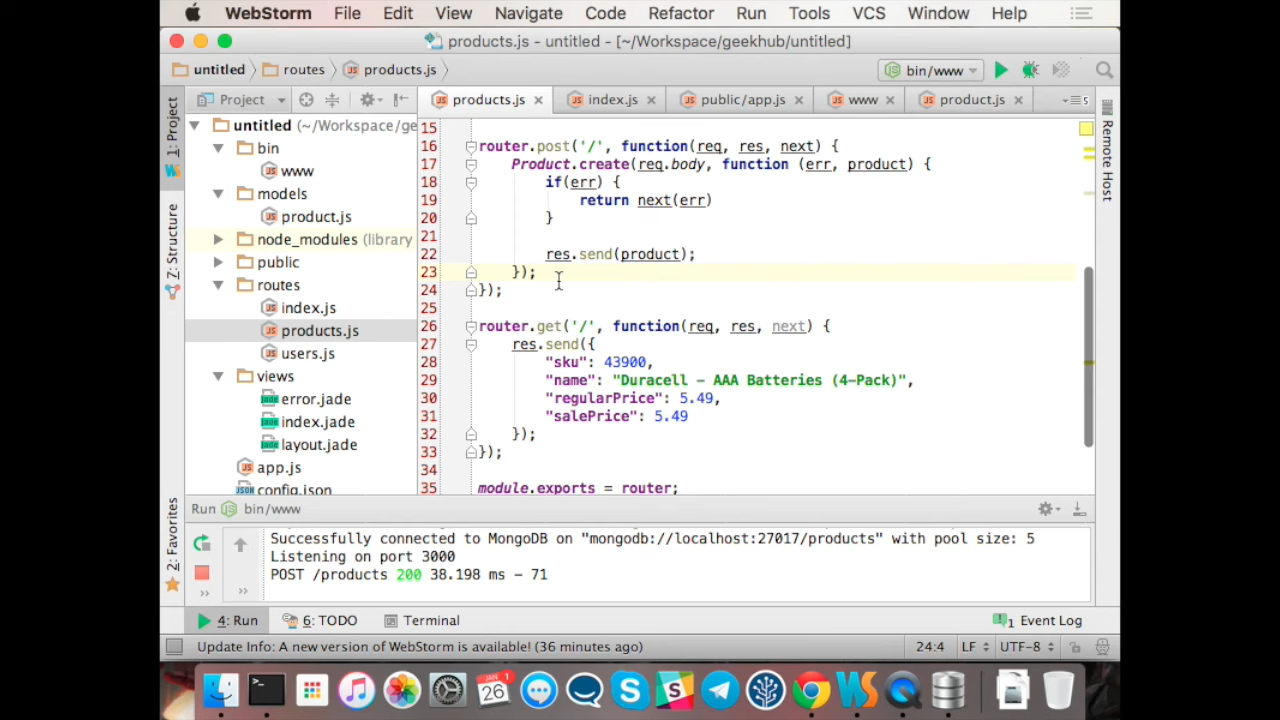 WebStorm File Edit View Navigate Code Refactor Run Tools VCS Window Help
products.js - untitled - [~/Workspace/geekhub/untitled]
untitled routes products.js bin/www
1: Project
7: Structure
2: Favorites
Project
untitled (~/Workspace/ge
bin
www
models
product.js
node_modules (library
public
routes
index.js
products.js
users.js
views
error.jade
index.jade
layout.jade
app.js
config.json
products.js index.js public/app.js www product.js 5
15
16 router.post('/', function(req, res, next) {
17 Product.create(req.body, function (err, product) {
18 if(err) {
19 return next(err)
20 }
21
22 res.send(product);
23 });
24 });
25
26 router.get('/', function(req, res, next) {
27 res.send({
28 "sku": 43900,
29 "name": "Duracell - AAA Batteries (4-Pack)",
30 "regularPrice": 5.49,
31 "salePrice": 5.49
32 });
33 });
34
35 module.exports = router;
Remote Host
Run bin/www
Successfully connected to MongoDB on "mongodb://localhost:27017/products" with pool size: 5
Listening on port 3000
POST /products 200 38.198 ms - 71
4: Run 6: TODO Terminal 1 Event Log
Update Info: A new version of WebStorm is available! (36 minutes ago) 24:4 LF UTF-8
JAN 26 1